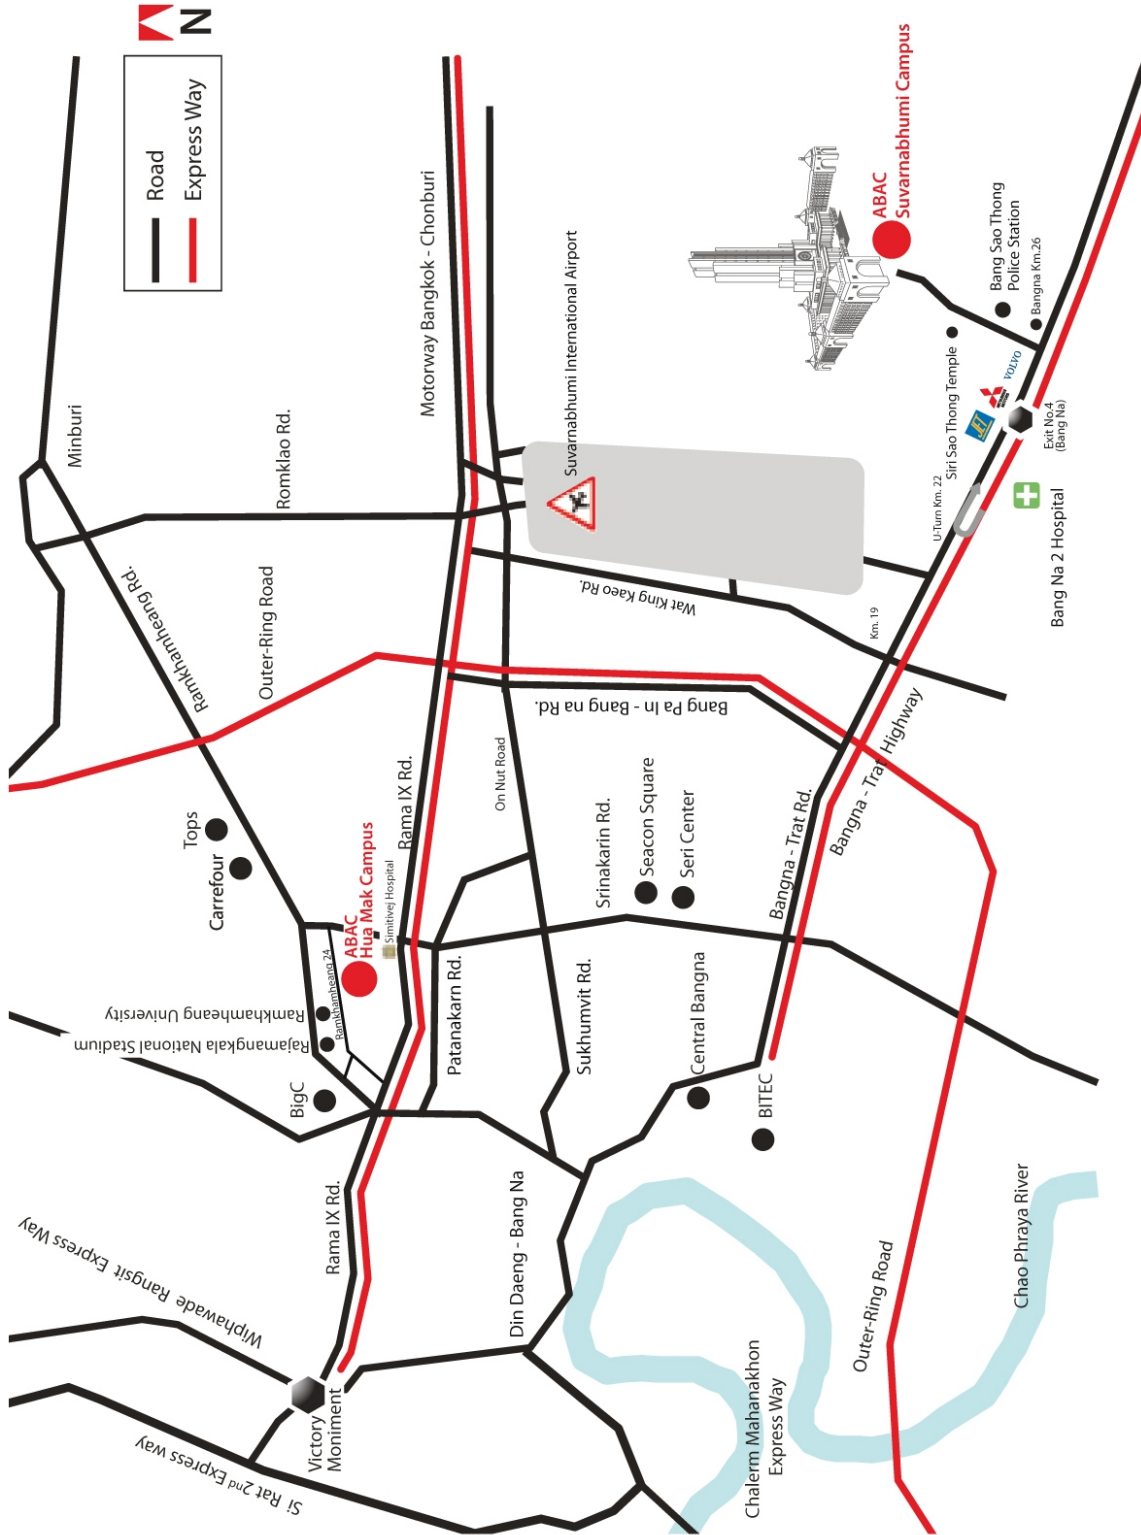 N
Road
Express Way
Minburi
Romklao Rd.
Motorway Bangkok - Chonburi
Suvarnabhumi International Airport
ABAC
Suvarnabhumi Campus
Bang Sao Thong
Police Station
Bangna Km.26
Siri Sao Thong Temple
VOLVO
JET
Exit No.4
(Bang Na)
U-Turn Km. 22
Bang Na 2 Hospital
Km. 19
Wat King Kaeo Rd.
Ramkhamheang Rd.
Outer-Ring Road
Bang Pa In - Bang na Rd.
Bangna - Trat Highway
Bangna - Trat Rd.
Tops
Carrefour
Rama IX Rd.
On Nut Road
Srinakarin Rd.
Seacon Square
Seri Center
ABAC
Hua Mak Campus
Simitivej Hospital
Ramkhamheang 24
Ramkhamheang University
Rajamangkala National Stadium
BigC
Patanakarn Rd.
Sukhumvit Rd.
Central Bangna
BITEC
Rama IX Rd.
Din Daeng - Bang Na
Wiphawade Rangsit Express Way
Si Rat 2nd Express way
Victory
Moniment
Chalerm Mahanakhon
Express Way
Outer-Ring Road
Chao Phraya River